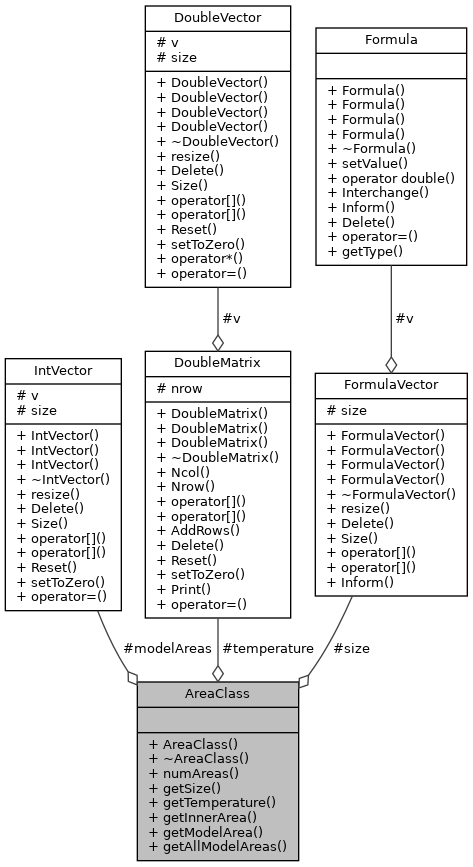 DoubleVector
# v
# size
+ DoubleVector()
+ DoubleVector()
+ DoubleVector()
+ DoubleVector()
+ ~DoubleVector()
+ resize()
+ Delete()
+ Size()
+ operator[]()
+ operator[]()
+ Reset()
+ setToZero()
+ operator*()
+ operator=()
Formula
+ Formula()
+ Formula()
+ Formula()
+ Formula()
+ ~Formula()
+ setValue()
+ operator double()
+ Interchange()
+ Inform()
+ Delete()
+ operator=()
+ getType()
#v
#v
IntVector
# v
# size
+ IntVector()
+ IntVector()
+ IntVector()
+ ~IntVector()
+ resize()
+ Delete()
+ Size()
+ operator[]()
+ operator[]()
+ Reset()
+ setToZero()
+ operator=()
DoubleMatrix
# nrow
+ DoubleMatrix()
+ DoubleMatrix()
+ DoubleMatrix()
+ ~DoubleMatrix()
+ Ncol()
+ Nrow()
+ operator[]()
+ operator[]()
+ AddRows()
+ Delete()
+ Reset()
+ setToZero()
+ Print()
+ operator=()
FormulaVector
# size
+ FormulaVector()
+ FormulaVector()
+ FormulaVector()
+ FormulaVector()
+ ~FormulaVector()
+ resize()
+ Delete()
+ Size()
+ operator[]()
+ operator[]()
+ Inform()
#modelAreas
#temperature
#size
AreaClass
+ AreaClass()
+ ~AreaClass()
+ numAreas()
+ getSize()
+ getTemperature()
+ getInnerArea()
+ getModelArea()
+ getAllModelAreas()